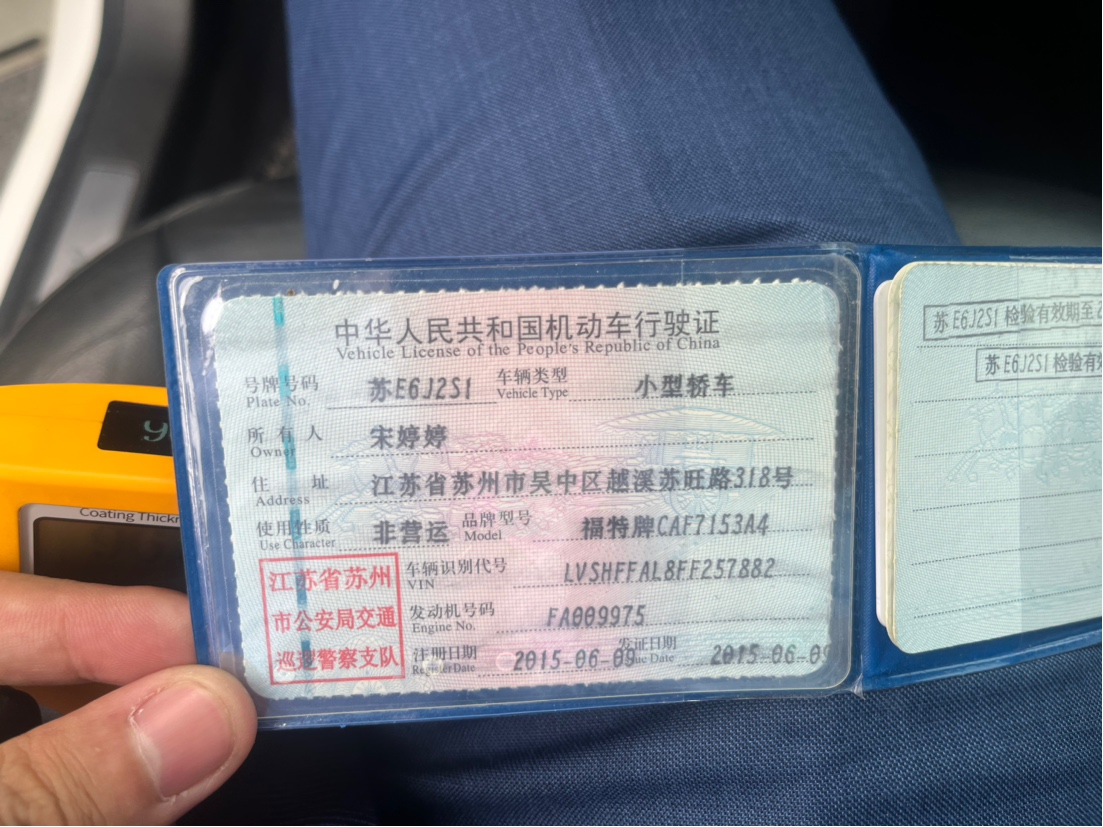 中华人民共和国机动车行驶证
Vehicle License of the People's Republic of China
号牌号码 苏E6J2S1 车辆类型 小型轿车
Plate No. Vehicle Type
所有人 宋婷婷
Owner
住址 江苏省苏州市吴中区越溪苏旺路318号
Address
使用性质 非营运 品牌型号 福特牌CAF7153A4
Use Character Model
江苏省苏州
市公安局交通
巡逻警察支队
车辆识别代号 LVSHFFAL8FF257882
VIN
发动机号码 FA009975
Engine No.
注册日期 2015-06-09 发证日期 2015-06-09
Register Date Issue Date
苏E6J2S1 检验有效期至2
苏E6J2S1 检验有效
Coating Thickn